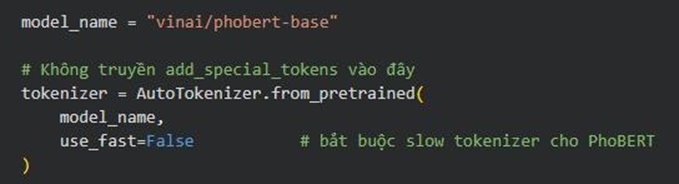 model_name = "vinai/phobert-base"
# Không truyền add_special_tokens vào đây
tokenizer = AutoTokenizer.from_pretrained(
    model_name,
    use_fast=False           # bắt buộc slow tokenizer cho PhoBERT
)